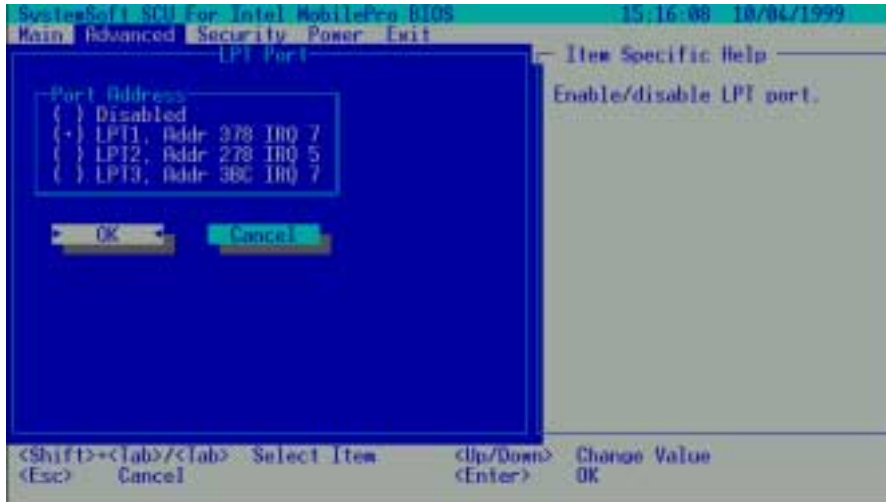 SystemSoft SCU For Intel MobilePro BIOS 15:16:08 10/06/1999
Main Advanced Security Power Exit
LPT Port
Item Specific Help
Port Address
Enable/disable LPT port.
( ) Disabled
(•) LPT1, Addr 378 IRQ 7
( ) LPT2, Addr 278 IRQ 5
( ) LPT3, Addr 3BC IRQ 7
OK Cancel
<Shift>+<Tab>/<Tab> Select Item <Up/Down> Change Value
<Esc> Cancel <Enter> OK